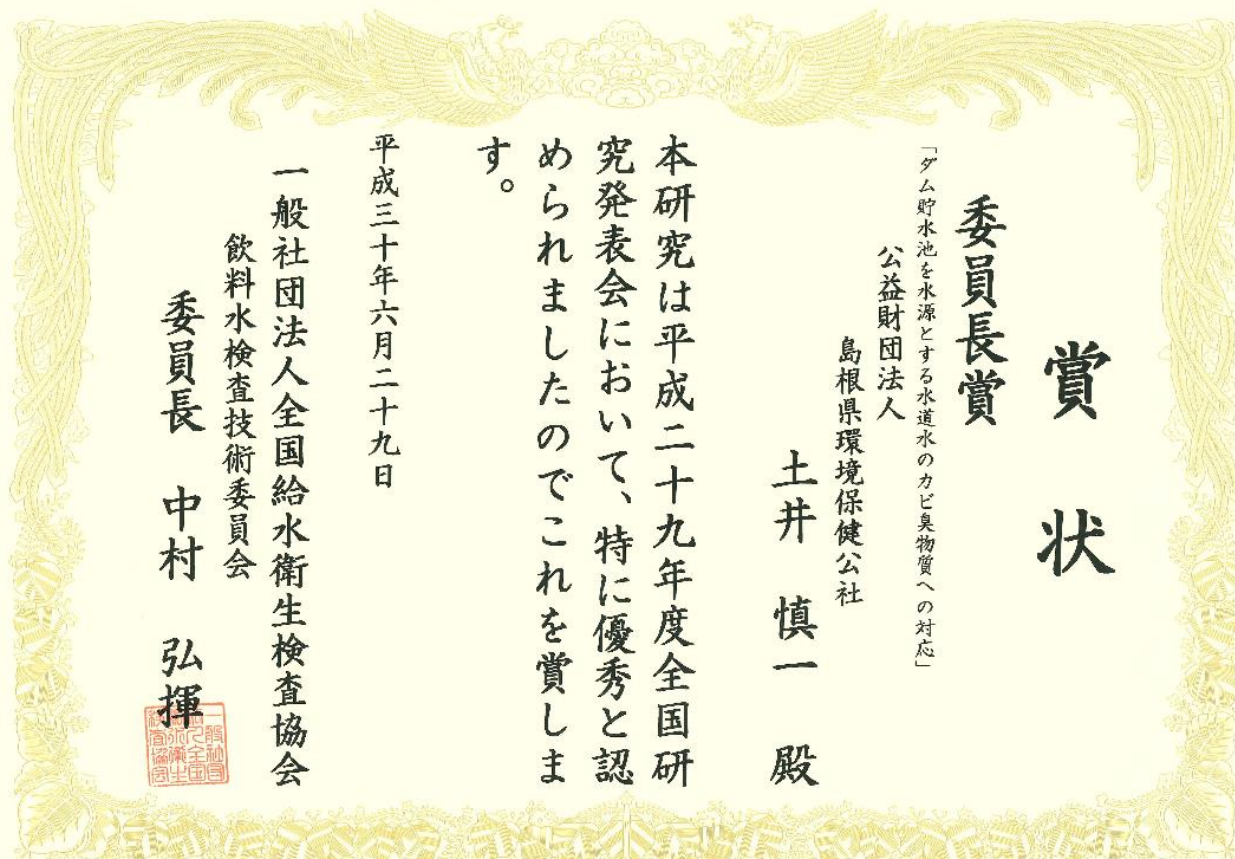 賞状
委員長賞
「ダム貯水池を水源とする水道水のカビ臭物質への対応」
公益財団法人
島根県環境保健公社
土井 慎一 殿
本研究は平成二十九年度全国研
究発表会において、特に優秀と認
められましたのでこれを賞しま
す。
平成三十年六月二十九日
一般社団法人全国給水衛生検査協会
飲料水検査技術委員会
委員長 中村 弘揮